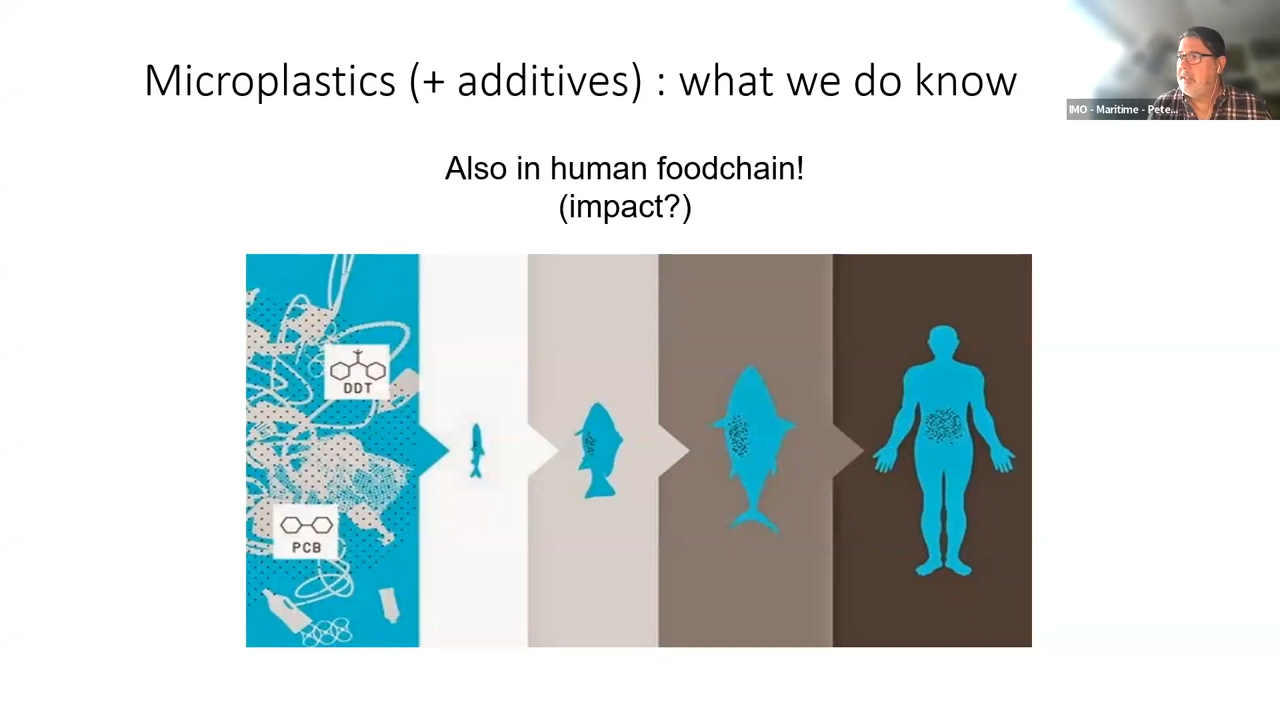 Microplastics (+ additives) : what we do know
IMO - Maritime - Pete...
Also in human foodchain!
(impact?)
DDT
PCB